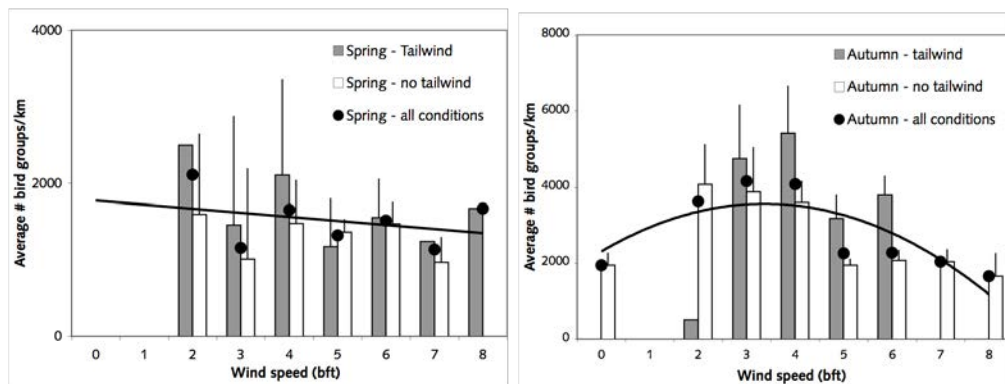 4000
2000
0
Average # bird groups/km
Spring - Tailwind
Spring - no tailwind
Spring - all conditions
0 1 2 3 4 5 6 7 8
Wind speed (bft)
8000
6000
4000
2000
0
Average # bird groups/km
Autumn - tailwind
Autumn - no tailwind
Autumn - all conditions
0 1 2 3 4 5 6 7 8
Wind speed (bft)